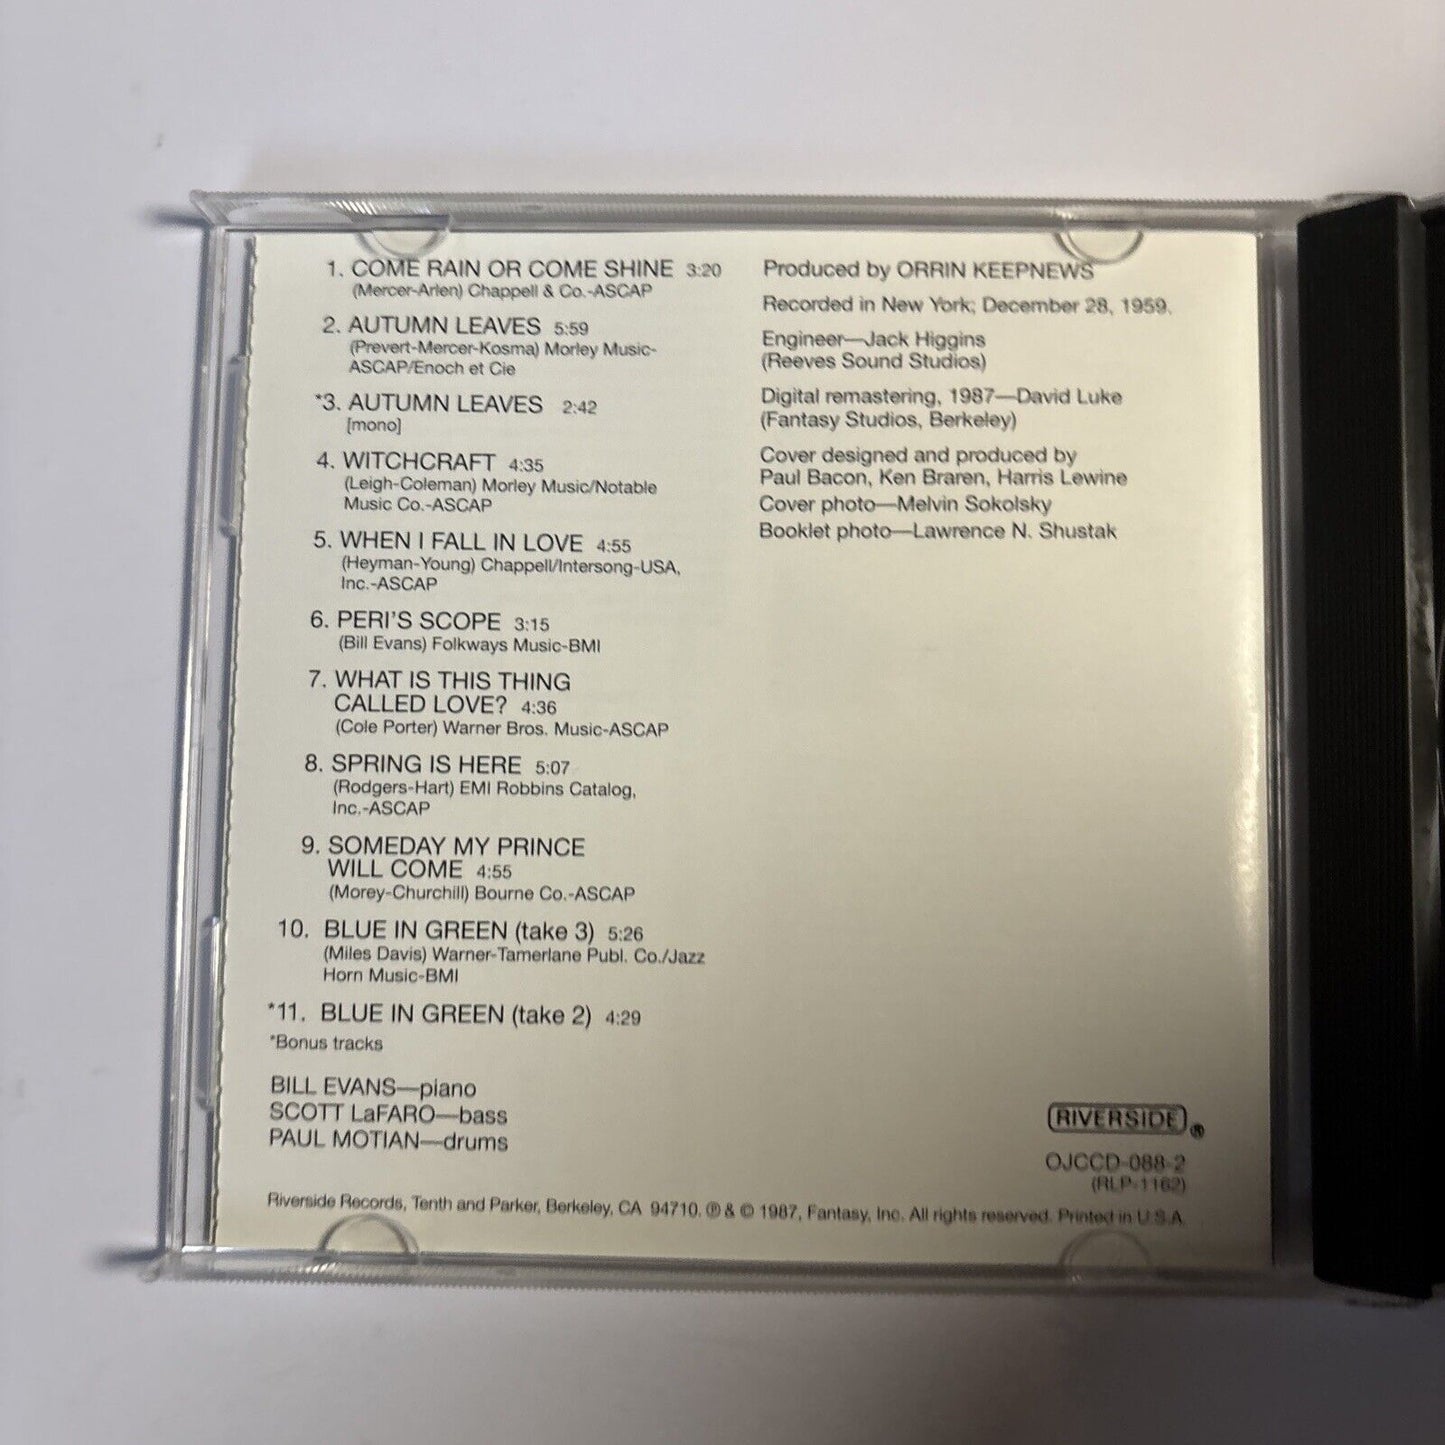 1. COME RAIN OR COME SHINE 3:20
(Mercer-Arlen) Chappell & Co.-ASCAP
2. AUTUMN LEAVES 5:59
(Prevert-Mercer-Kosma) Morley Music-
ASCAP/Enoch et Cie
*3. AUTUMN LEAVES 2:42
[mono]
4. WITCHCRAFT 4:35
(Leigh-Coleman) Morley Music/Notable
Music Co.-ASCAP
5. WHEN I FALL IN LOVE 4:55
(Heyman-Young) Chappell/Intersong-USA,
Inc.-ASCAP
6. PERI'S SCOPE 3:15
(Bill Evans) Folkways Music-BMI
7. WHAT IS THIS THING
CALLED LOVE? 4:36
(Cole Porter) Warner Bros. Music-ASCAP
8. SPRING IS HERE 5:07
(Rodgers-Hart) EMI Robbins Catalog,
Inc.-ASCAP
9. SOMEDAY MY PRINCE
WILL COME 4:55
(Morey-Churchill) Bourne Co.-ASCAP
10. BLUE IN GREEN (take 3) 5:26
(Miles Davis) Warner-Tamerlane Publ. Co./Jazz
Horn Music-BMI
*11. BLUE IN GREEN (take 2) 4:29
*Bonus tracks
BILL EVANS—piano
SCOTT LaFARO—bass
PAUL MOTIAN—drums
Produced by ORRIN KEEPNEWS
Recorded in New York; December 28, 1959.
Engineer—Jack Higgins
(Reeves Sound Studios)
Digital remastering, 1987—David Luke
(Fantasy Studios, Berkeley)
Cover designed and produced by
Paul Bacon, Ken Braren, Harris Lewine
Cover photo—Melvin Sokolsky
Booklet photo—Lawrence N. Shustak
RIVERSIDE®
OJCCD-088-2
(RLP-1162)
Riverside Records, Tenth and Parker, Berkeley, CA 94710. ℗ & © 1987, Fantasy, Inc. All rights reserved. Printed in U.S.A.